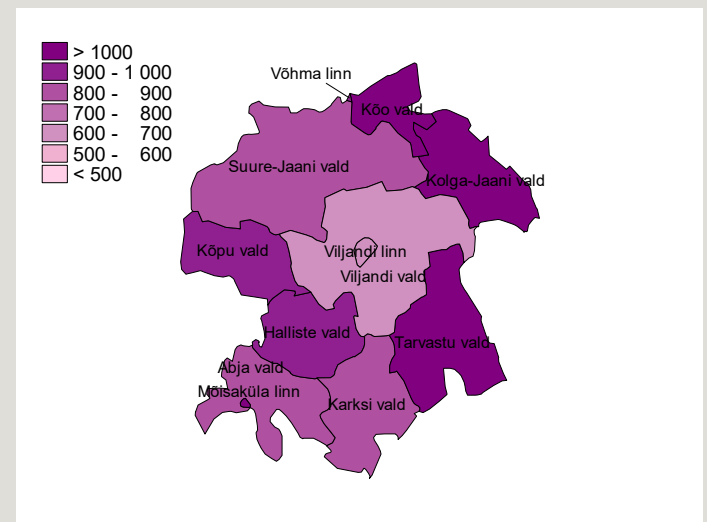 > 1000
900 - 1 000
800 - 900
700 - 800
600 - 700
500 - 600
< 500
Võhma linn
Kõo vald
Suure-Jaani vald
Kolga-Jaani vald
Kõpu vald
Viljandi linn
Viljandi vald
Halliste vald
Tarvastu vald
Abja vald
Mõisaküla linn
Karksi vald